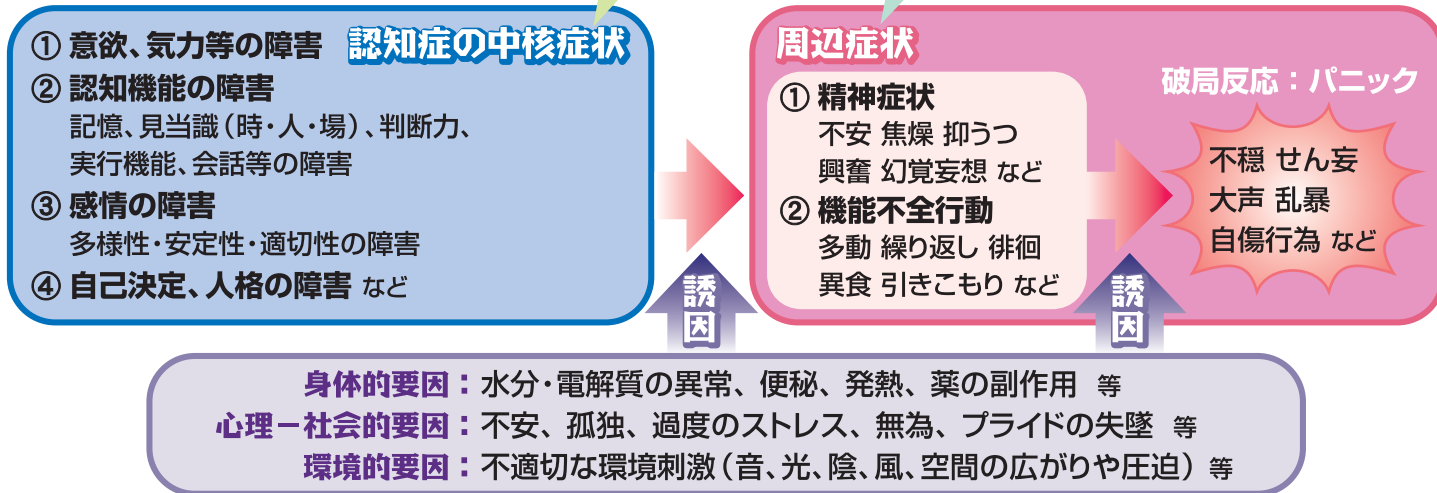 認知症の中核症状
① 意欲、気力等の障害
② 認知機能の障害
記憶、見当識（時・人・場）、判断力、
実行機能、会話等の障害
③ 感情の障害
多様性・安定性・適切性の障害
④ 自己決定、人格の障害 など
周辺症状
① 精神症状
不安 焦燥 抑うつ
興奮 幻覚妄想 など
② 機能不全行動
多動 繰り返し 徘徊
異食 引きこもり など
破局反応：パニック
不穏 せん妄
大声 乱暴
自傷行為 など
誘因
誘因
身体的要因：水分・電解質の異常、便秘、発熱、薬の副作用 等
心理－社会的要因：不安、孤独、過度のストレス、無為、プライドの失墜 等
環境的要因：不適切な環境刺激（音、光、陰、風、空間の広がりや圧迫）等